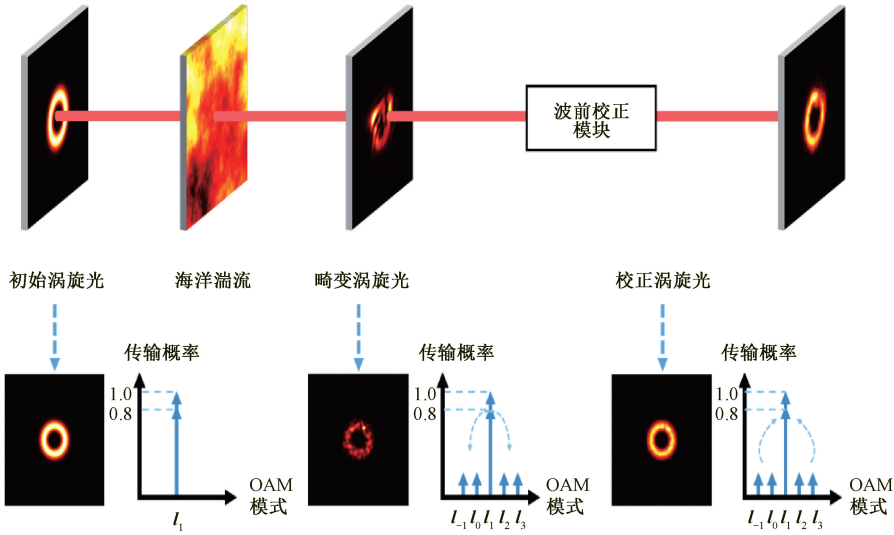 波前校正
模块
初始涡旋光
海洋湍流
畸变涡旋光
校正涡旋光
传输概率
1.0
0.8
OAM
模式
l1
传输概率
1.0
0.8
OAM
模式
l-1 l0 l1 l2 l3
传输概率
1.0
0.8
OAM
模式
l-1 l0 l1 l2 l3